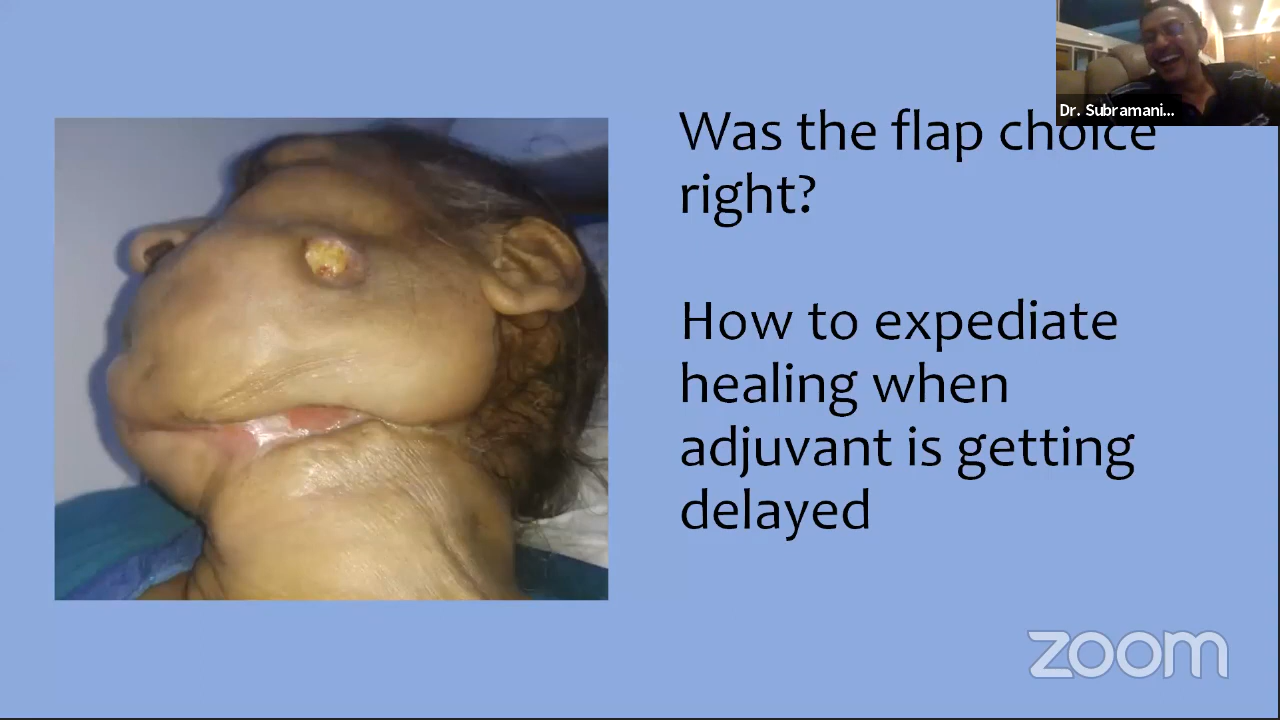 Dr. Subramani...
Was the flap choice
right?
How to expediate
healing when
adjuvant is getting
delayed
zoom